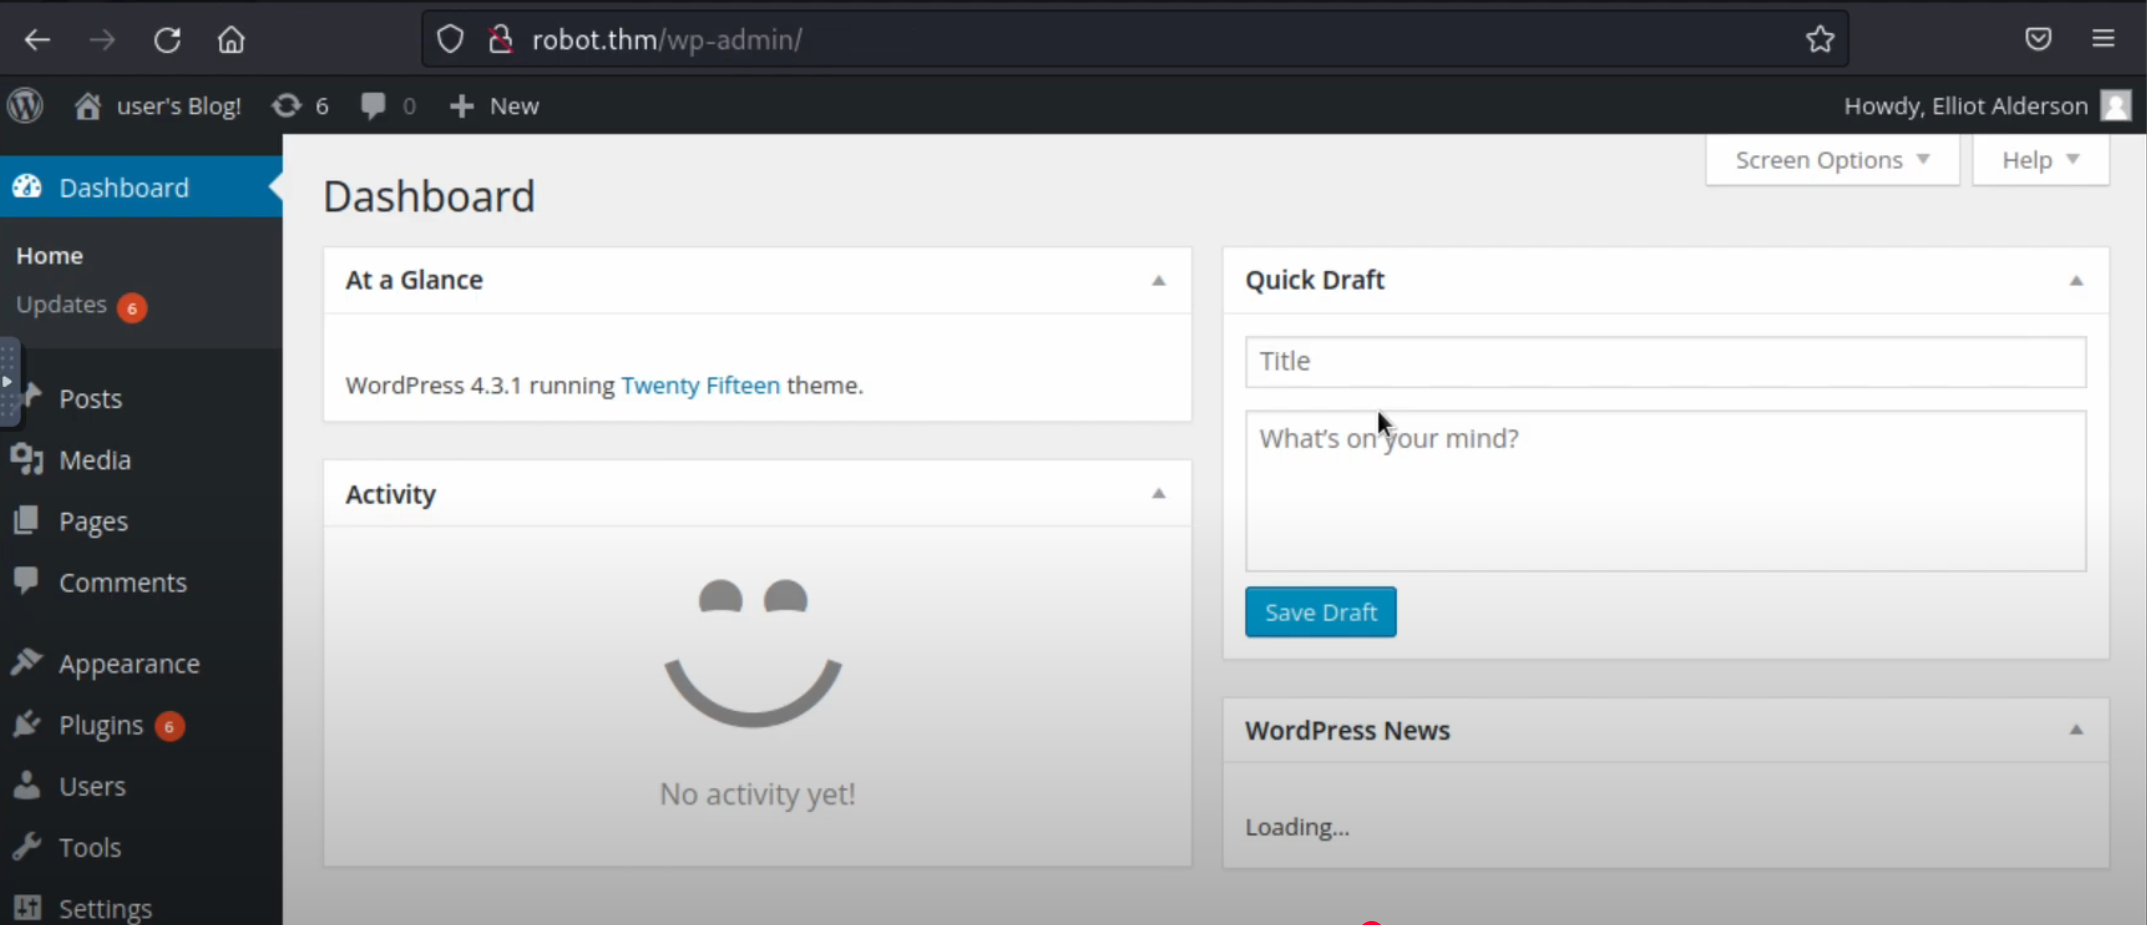 robot.thm/wp-admin/
user's Blog! 6 0 New
Howdy, Elliot Alderson
Dashboard
Home
Updates 6
Posts
Media
Pages
Comments
Appearance
Plugins 6
Users
Tools
Settings
Screen Options
Help
Dashboard
At a Glance
WordPress 4.3.1 running Twenty Fifteen theme.
Activity
No activity yet!
Quick Draft
Title
What's on your mind?
Save Draft
WordPress News
Loading...